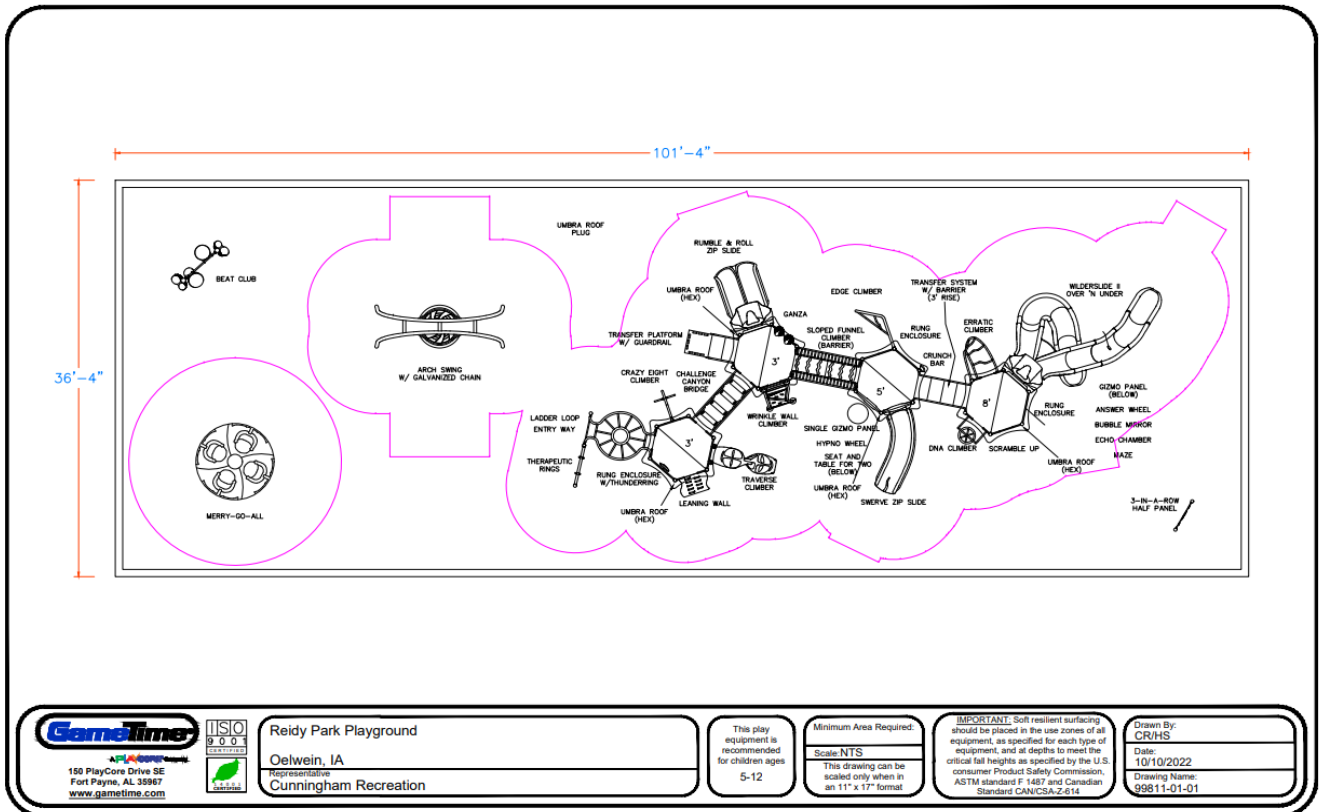 101'-4"
36'-4"
UMBRA ROOF
PLUG
BEAT CLUB
ARCH SWING
W/ GALVANIZED CHAIN
MERRY-GO-ALL
RUMBLE & ROLL
ZIP SLIDE
UMBRA ROOF
(HEX)
GANZA
TRANSFER PLATFORM
W/ GUARDRAIL
3'
SLOPED FUNNEL
CLIMBER
(BARRIER)
EDGE CLIMBER
TRANSFER SYSTEM
W/ BARRIER
(3' RISE)
RUNG
ENCLOSURE
ERRATIC
CLIMBER
WILDERSLIDE II
OVER 'N UNDER
CRAZY EIGHT
CLIMBER
CHALLENGE
CANYON
BRIDGE
CRUNCH
BAR
5'
8'
WRINKLE WALL
CLIMBER
LADDER LOOP
ENTRY WAY
THERAPEUTIC
RINGS
3'
RUNG ENCLOSURE
W/THUNDERRING
UMBRA ROOF
(HEX)
LEANING WALL
TRAVERSE
CLIMBER
SINGLE GIZMO PANEL
HYPNO WHEEL
SEAT AND
TABLE FOR TWO
(BELOW)
UMBRA ROOF
(HEX)
SWERVE ZIP SLIDE
DNA CLIMBER
SCRAMBLE UP
RUNG
ENCLOSURE
UMBRA ROOF
(HEX)
GIZMO PANEL
(BELOW)
ANSWER WHEEL
BUBBLE MIRROR
ECHO CHAMBER
MAZE
3-IN-A-ROW
HALF PANEL
GameTime
A PLAYCORE Company
150 PlayCore Drive SE
Fort Payne, AL 35967
www.gametime.com
ISO
9001
CERTIFIED
14001
CERTIFIED
Reidy Park Playground
Oelwein, IA
Representative
Cunningham Recreation
This play
equipment is
recommended
for children ages
5-12
Minimum Area Required:
Scale: NTS
This drawing can be
scaled only when in
an 11" x 17" format
IMPORTANT: Soft resilient surfacing
should be placed in the use zones of all
equipment, as specified for each type of
equipment, and at depths to meet the
critical fall heights as specified by the U.S.
consumer Product Safety Commission,
ASTM standard F 1487 and Canadian
Standard CAN/CSA-Z-614
Drawn By:
CR/HS
Date:
10/10/2022
Drawing Name:
99811-01-01